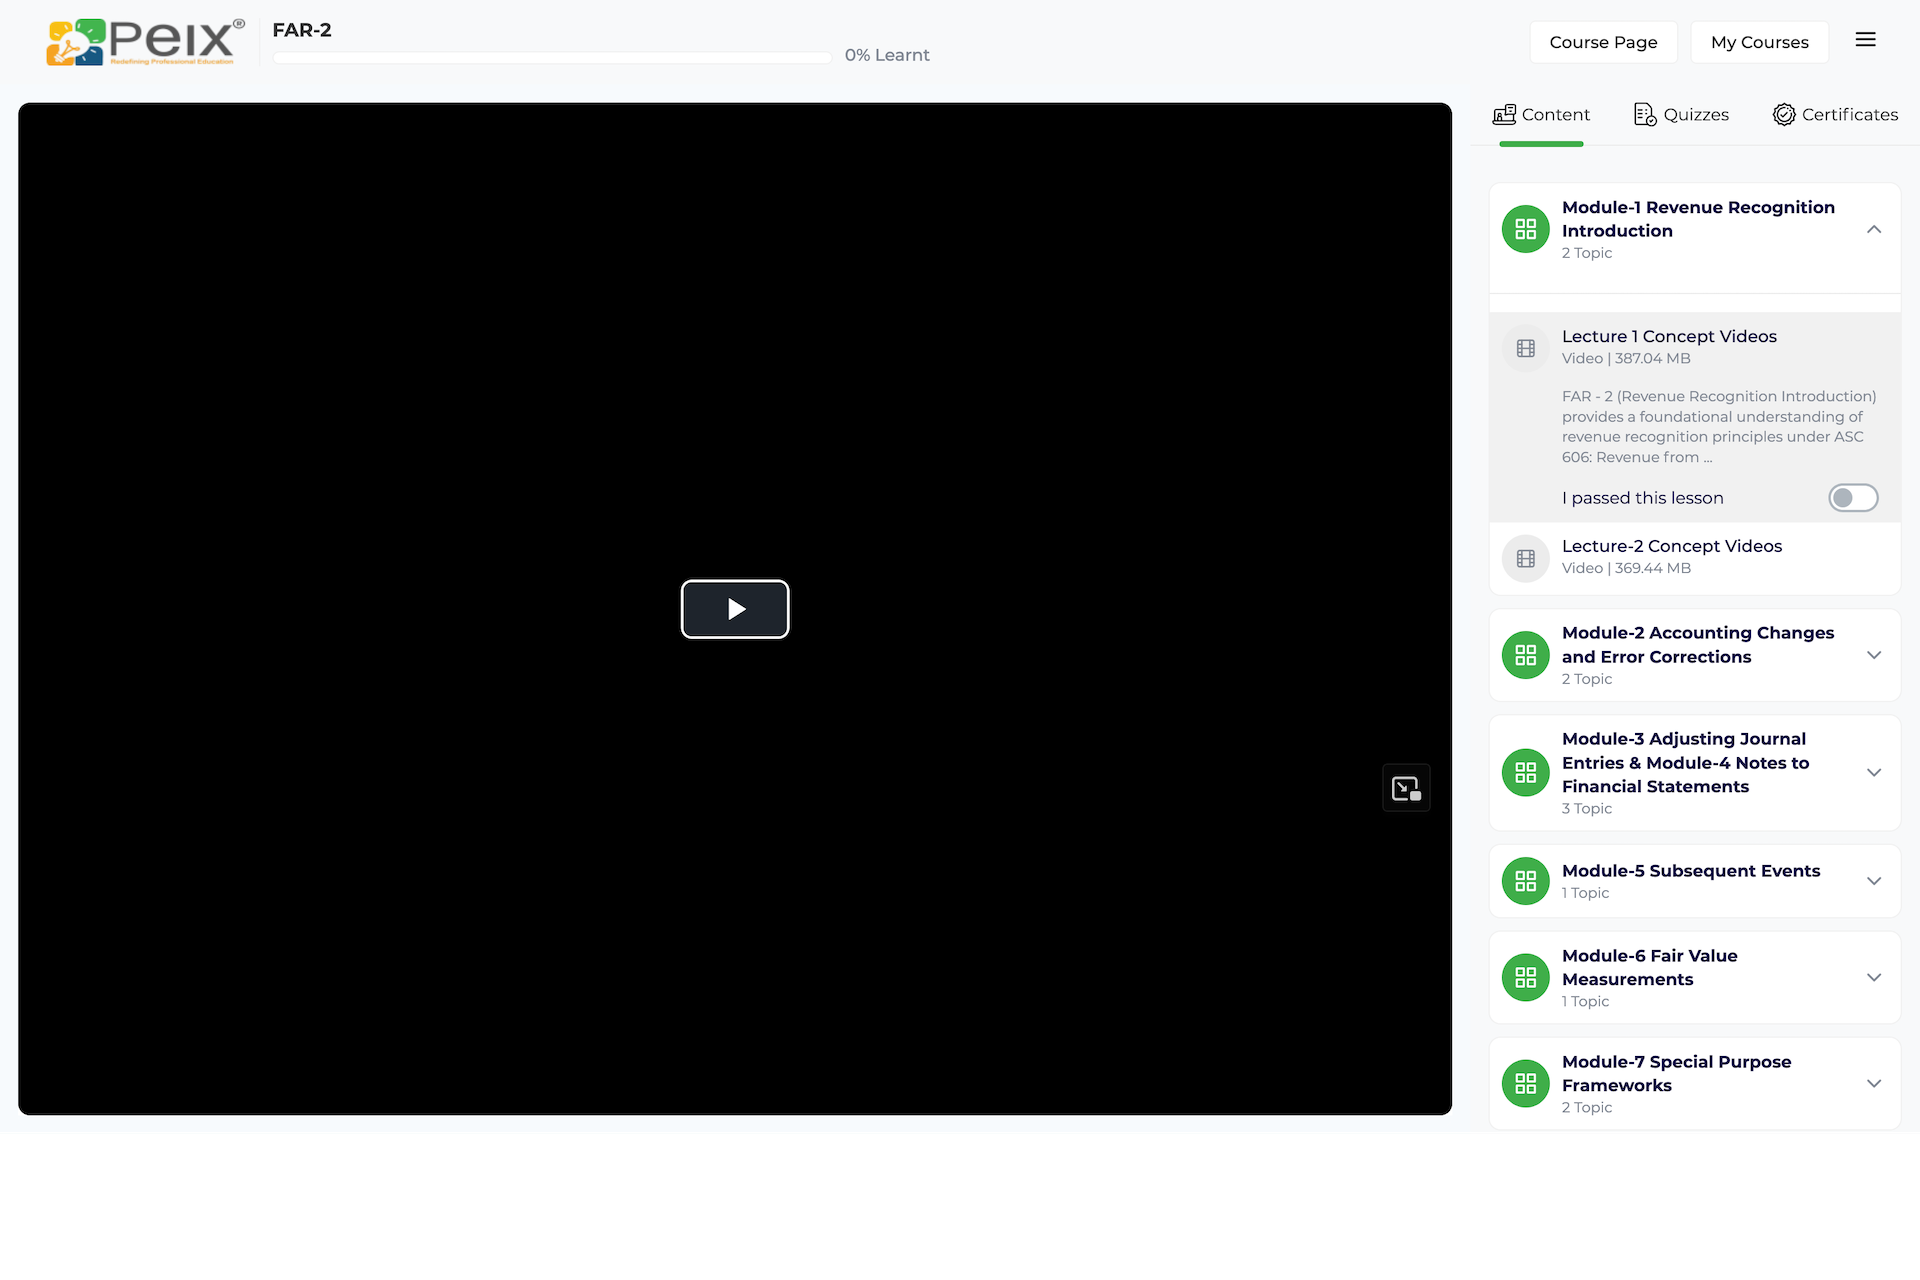 Peix®
Redefining Professional Education
FAR-2
0% Learnt
Course Page
My Courses
Content
Quizzes
Certificates
Module-1 Revenue Recognition
Introduction
2 Topic
Lecture 1 Concept Videos
Video | 387.04 MB
FAR - 2 (Revenue Recognition Introduction)
provides a foundational understanding of
revenue recognition principles under ASC
606: Revenue from ...
I passed this lesson
Lecture-2 Concept Videos
Video | 369.44 MB
Module-2 Accounting Changes
and Error Corrections
2 Topic
Module-3 Adjusting Journal
Entries & Module-4 Notes to
Financial Statements
3 Topic
Module-5 Subsequent Events
1 Topic
Module-6 Fair Value
Measurements
1 Topic
Module-7 Special Purpose
Frameworks
2 Topic